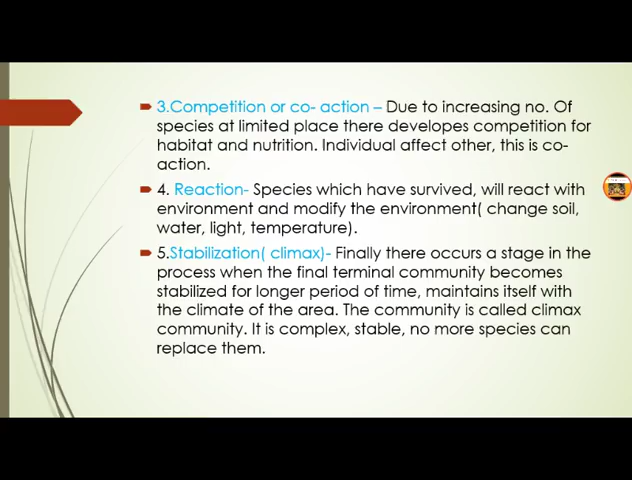 3.Competition or co- action – Due to increasing no. Of
species at limited place there developes competition for
habitat and nutrition. Individual affect other, this is co-
action.
4. Reaction- Species which have survived, will react with
environment and modify the environment( change soil,
water, light, temperature).
5.Stabilization( climax)- Finally there occurs a stage in the
process when the final terminal community becomes
stabilized for longer period of time, maintains itself with
the climate of the area. The community is called climax
community. It is complex, stable, no more species can
replace them.